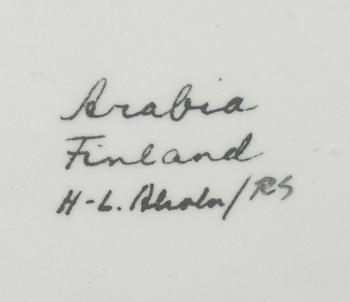 Arabia
Finland
H-L. Ahola/RS